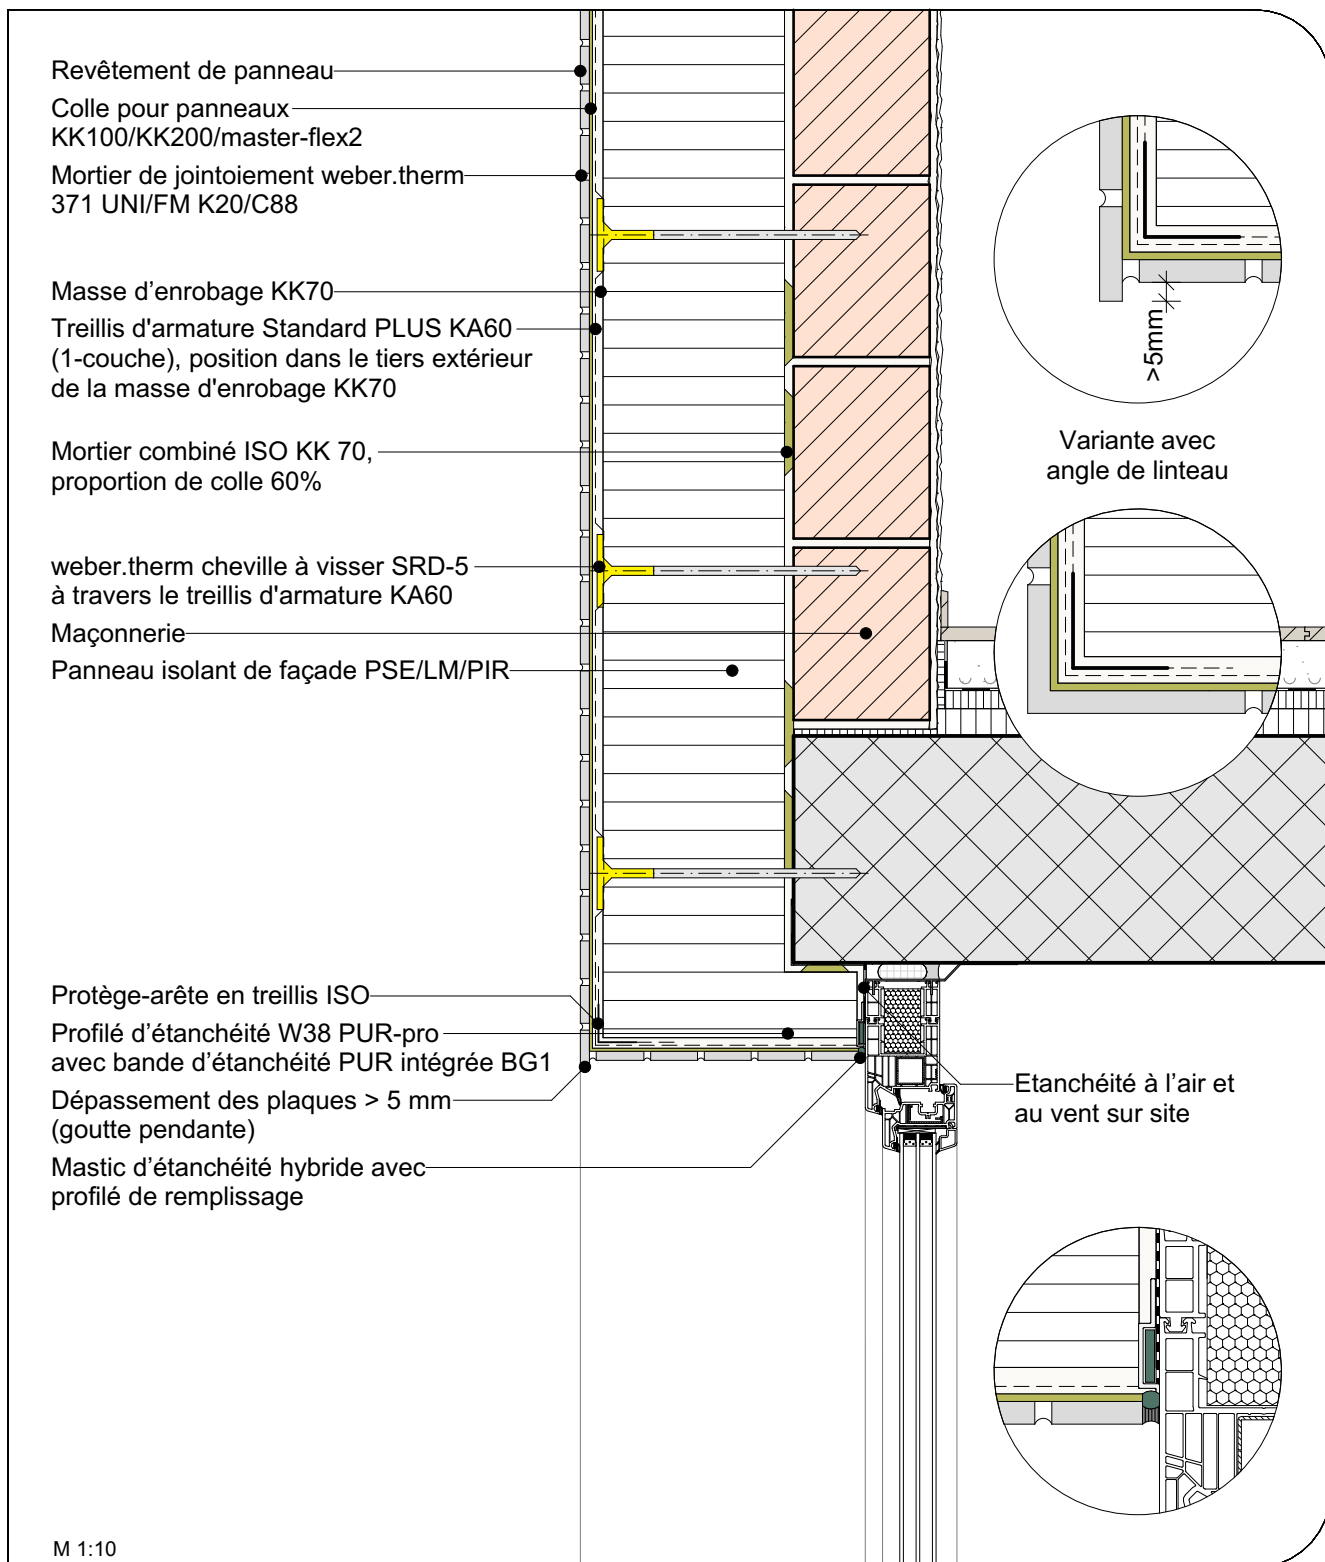 Revêtement de panneau
Colle pour panneaux
KK100/KK200/master-flex2
Mortier de jointoiement weber.therm
371 UNI/FM K20/C88
Masse d’enrobage KK70
Treillis d'armature Standard PLUS KA60
(1-couche), position dans le tiers extérieur
de la masse d'enrobage KK70
Mortier combiné ISO KK 70,
proportion de colle 60%
weber.therm cheville à visser SRD-5
à travers le treillis d'armature KA60
Maçonnerie
Panneau isolant de façade PSE/LM/PIR
Protège-arête en treillis ISO
Profilé d’étanchéité W38 PUR-pro
avec bande d’étanchéité PUR intégrée BG1
Dépassement des plaques > 5 mm
(goutte pendante)
Mastic d’étanchéité hybride avec
profilé de remplissage
>5mm
Variante avec
angle de linteau
Etanchéité à l’air et
au vent sur site
M 1:10